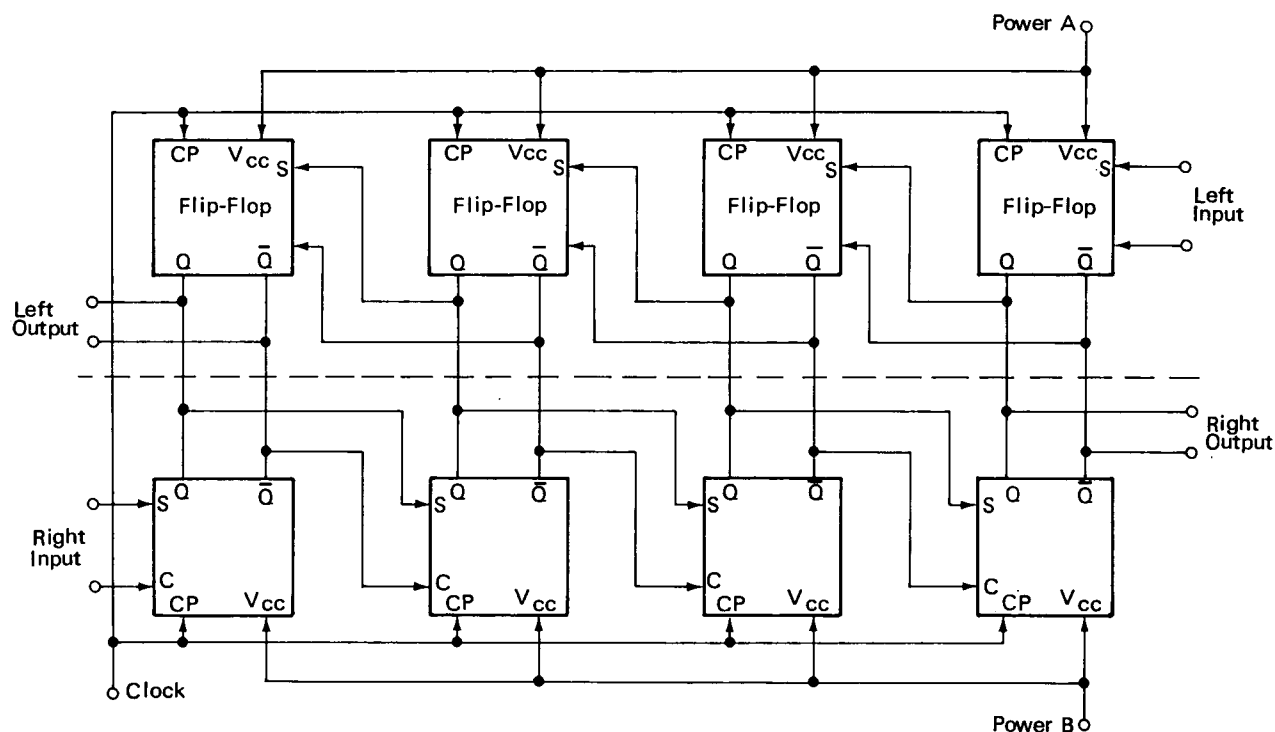 Power A
CP Vcc S
CP Vcc S
CP Vcc S
CP Vcc S
Flip-Flop
Flip-Flop
Flip-Flop
Flip-Flop
Left
Input
Q Q̅
Q Q̅
Q Q̅
Q Q̅
Left
Output
Right
Output
Q Q̅
Q Q̅
Q Q̅
Q Q̅
S
S
S
S
Right
Input
C
C
C
C
CP Vcc
CP Vcc
CP Vcc
CP Vcc
Clock
Power B